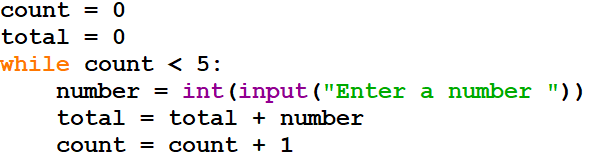 count = 0
total = 0
while count < 5:
    number = int(input("Enter a number "))
    total = total + number
    count = count + 1